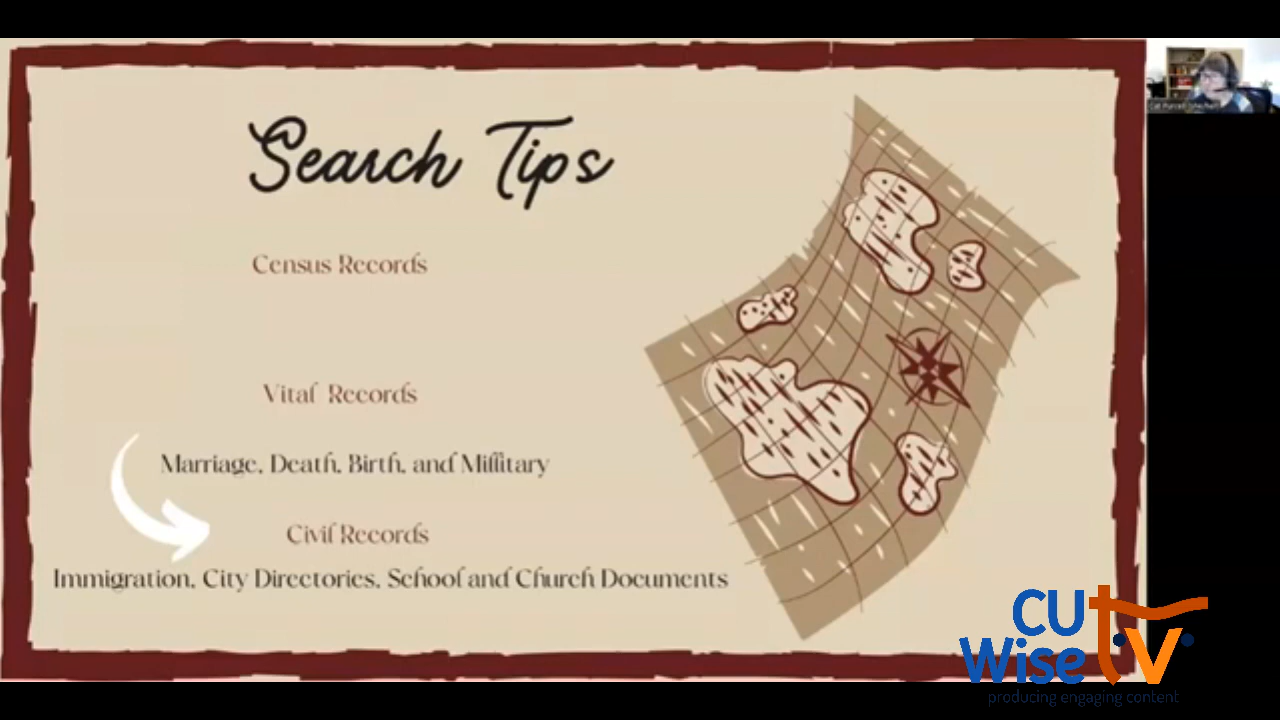 Search Tips
Census Records
Vital Records
Marriage, Death, Birth, and Military
Civil Records
Immigration, City Directories, School and Church Documents
CU
Wise
tv
producing engaging content